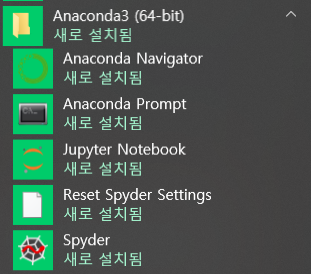 Anaconda3 (64-bit)
새로 설치됨
Anaconda Navigator
새로 설치됨
Anaconda Prompt
새로 설치됨
Jupyter Notebook
새로 설치됨
Reset Spyder Settings
새로 설치됨
Spyder
새로 설치됨